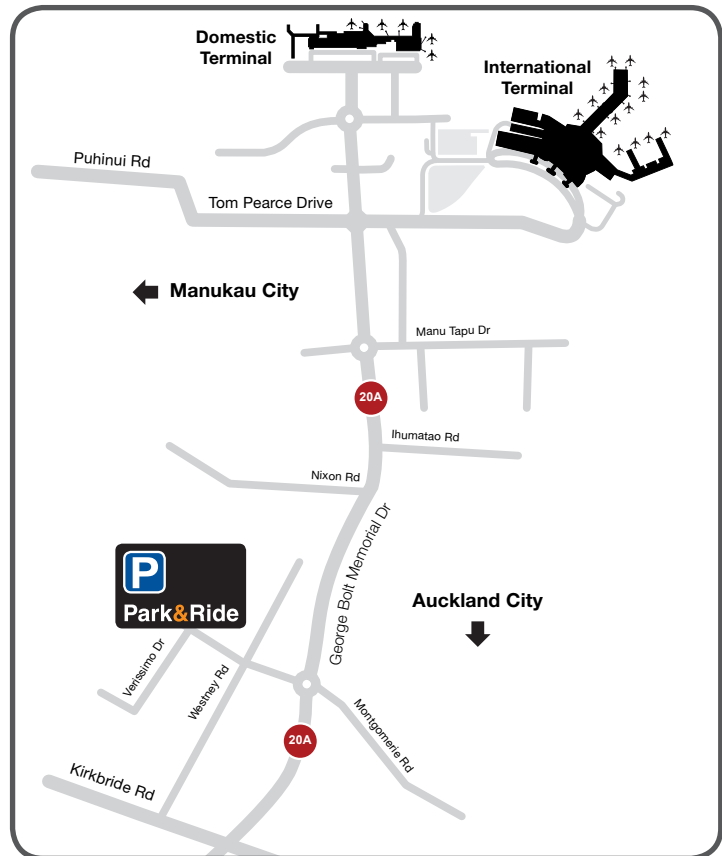 Domestic
Terminal
International
Terminal
Puhinui Rd
Tom Pearce Drive
Manukau City
Manu Tapu Dr
20A
Ihumatao Rd
Nixon Rd
George Bolt Memorial Dr
P
Park&Ride
Auckland City
Verissimo Dr
Westney Rd
Montgomerie Rd
20A
Kirkbride Rd